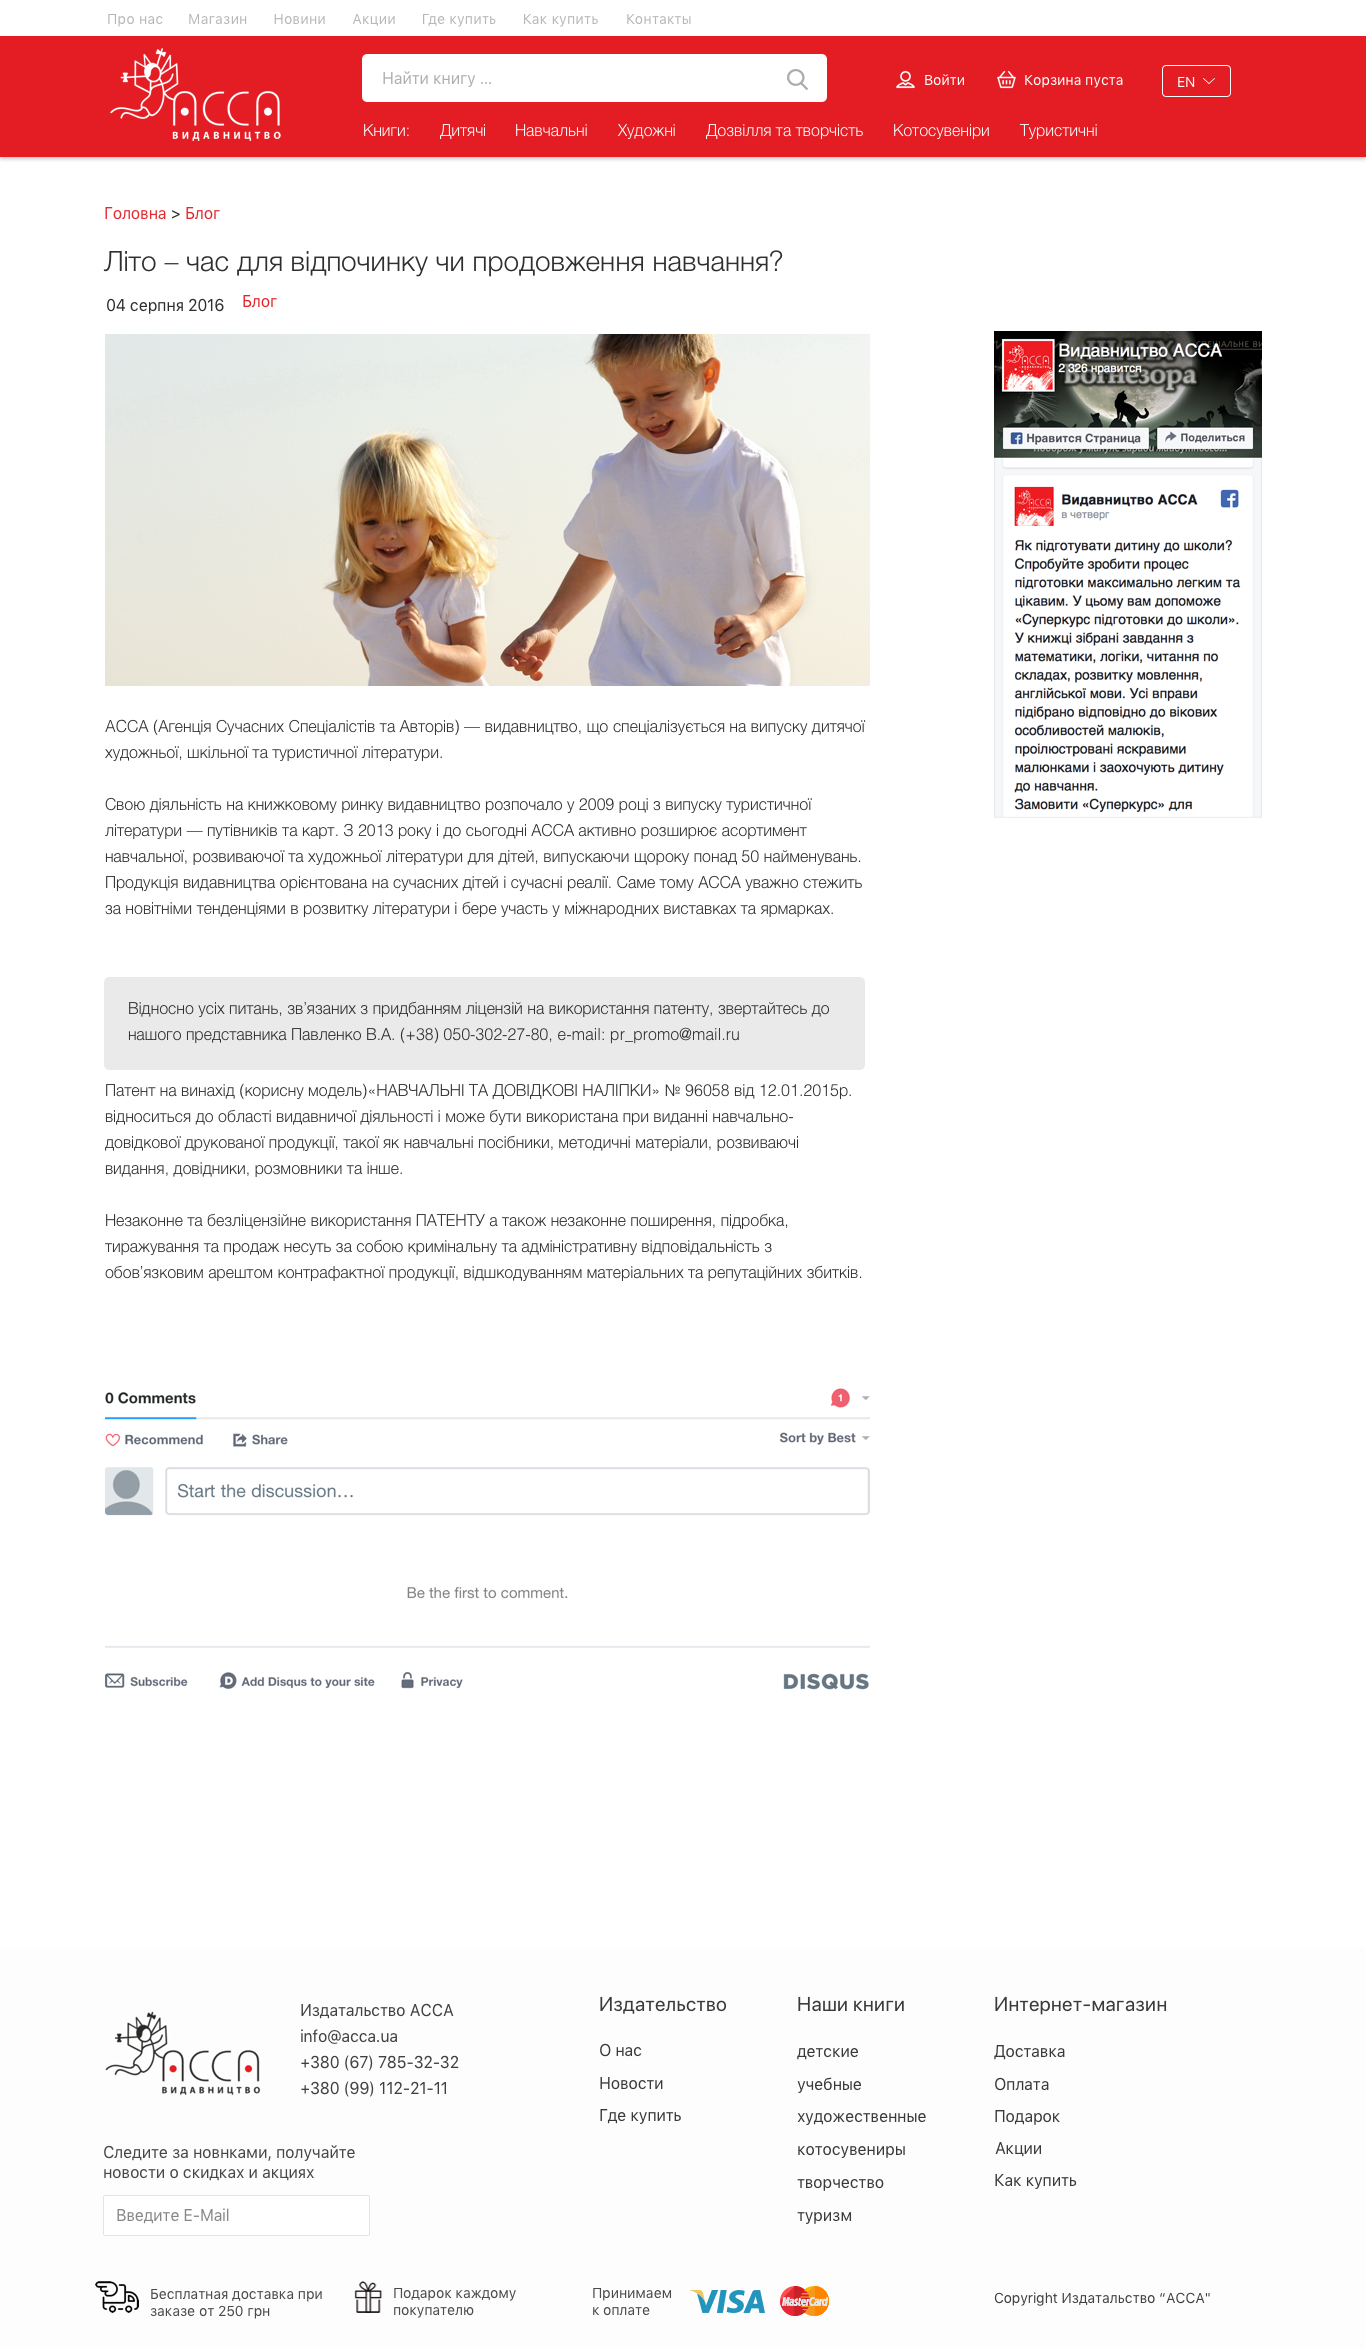 Про нас Магазин Новини Акции Где купить Как купить Контакты
АССА
ВИДАВНИЦТВО
Найти книгу ...
Войти
Корзина пуста
EN
Книги: Дитячі Навчальні Художні Дозвілля та творчість Котосувеніри Туристичні
Головна > Блог
Літо – час для відпочинку чи продовження навчання?
04 серпня 2016 Блог
Видавництво АССА
2 326 нравится
Нравится Страница
Поделиться
Видавництво АССА
в четверг
Як підготувати дитину до школи?
Спробуйте зробити процес
підготовки максимально легким та
цікавим. У цьому вам допоможе
«Суперкурс підготовки до школи».
У книжці зібрані завдання з
математики, логіки, читання по
складах, розвитку мовлення,
англійської мови. Усі вправи
підібрано відповідно до вікових
особливостей малюків,
проілюстровані яскравими
малюнками і заохочують дитину
до навчання.
Замовити «Суперкурс» для
АССА (Агенція Сучасних Спеціалістів та Авторів) — видавництво, що спеціалізується на випуску дитячої
художньої, шкільної та туристичної літератури.
Свою діяльність на книжковому ринку видавництво розпочало у 2009 році з випуску туристичної
літератури — путівників та карт. З 2013 року і до сьогодні АССА активно розширює асортимент
навчальної, розвиваючої та художньої літератури для дітей, випускаючи щороку понад 50 найменувань.
Продукція видавництва орієнтована на сучасних дітей і сучасні реалії. Саме тому АССА уважно стежить
за новітніми тенденціями в розвитку літератури і бере участь у міжнародних виставках та ярмарках.
Відносно усіх питань, зв'язаних з придбанням ліцензій на використання патенту, звертайтесь до
нашого представника Павленко В.А. (+38) 050-302-27-80, e-mail: pr_promo@mail.ru
Патент на винахід (корисну модель)«НАВЧАЛЬНІ ТА ДОВІДКОВІ НАЛІПКИ» № 96058 від 12.01.2015р.
відноситься до області видавничої діяльності і може бути використана при виданні навчально-
довідкової друкованої продукції, такої як навчальні посібники, методичні матеріали, розвиваючі
видання, довідники, розмовники та інше.
Незаконне та безліцензійне використання ПАТЕНТУ а також незаконне поширення, підробка,
тиражування та продаж несуть за собою кримінальну та адміністративну відповідальність з
обов'язковим арештом контрафактної продукції, відшкодуванням матеріальних та репутаційних збитків.
0 Comments
1
Recommend Share Sort by Best
Start the discussion…
Be the first to comment.
Subscribe Add Disqus to your site Privacy DISQUS
АССА
ВИДАВНИЦТВО
Издатальство АССА
info@acca.ua
+380 (67) 785-32-32
+380 (99) 112-21-11
Следите за новнками, получайте
новости о скидках и акциях
Введите E-Mail
Издательство
О нас
Новости
Где купить
Наши книги
детские
учебные
художественные
котосувениры
творчество
туризм
Интернет-магазин
Доставка
Оплата
Подарок
Акции
Как купить
Бесплатная доставка при
заказе от 250 грн
Подарок каждому
покупателю
Принимаем
к оплате
VISA
MasterCard
Copyright Издательство “АССА"